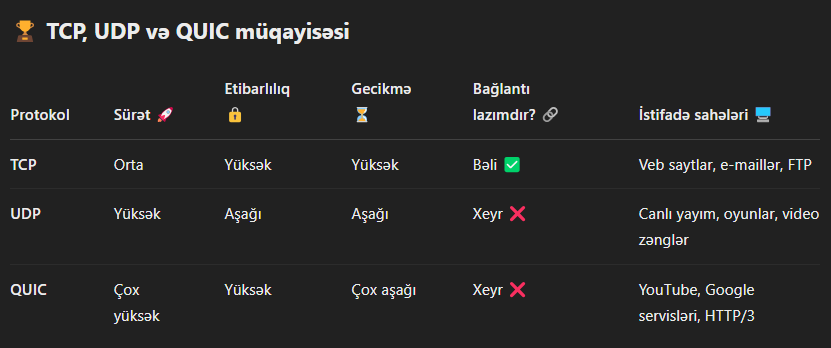 🏆 TCP, UDP və QUIC müqayisəsi
Protokol Sürət 🚀 Etibarlılıq 🔒 Gecikmə ⏳ Bağlantı lazımdır? 🔗 İstifadə sahələri 💻
TCP Orta Yüksək Yüksək Bəli ✅ Veb saytlar, e-maillər, FTP
UDP Yüksək Aşağı Aşağı Xeyr ❌ Canlı yayım, oyunlar, video zənglər
QUIC Çox yüksək Yüksək Çox aşağı Xeyr ❌ YouTube, Google servisləri, HTTP/3